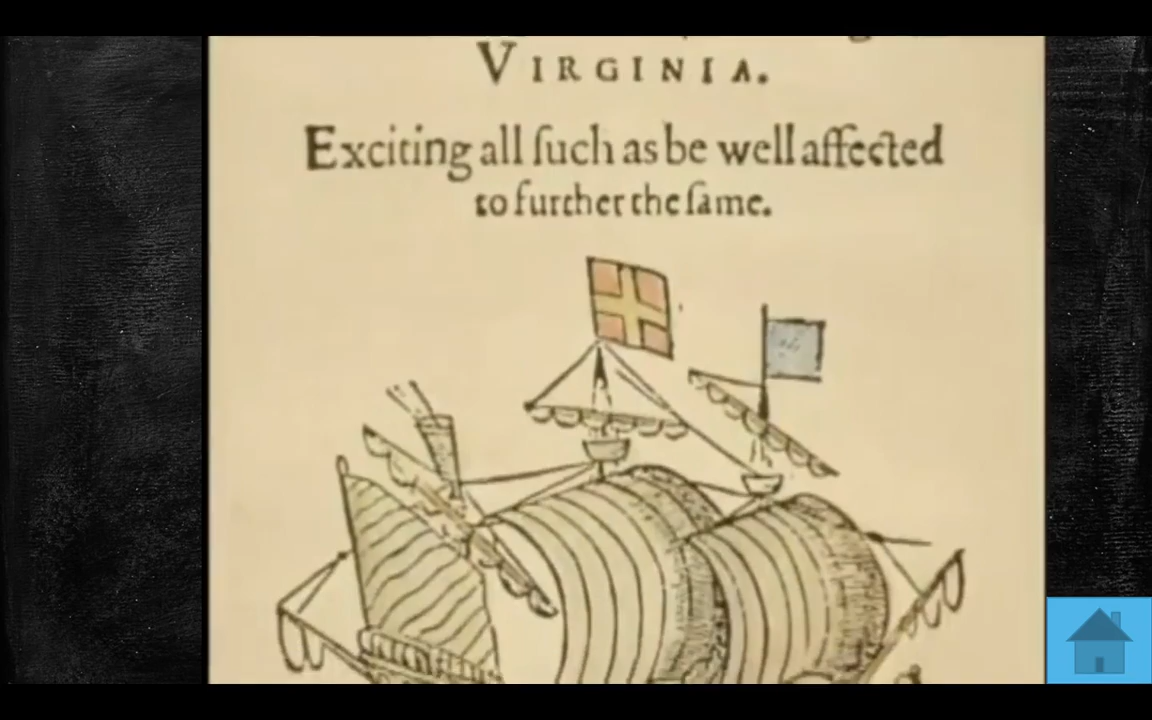 VIRGINIA.
Exciting all ſuch as be well affected
to further the ſame.